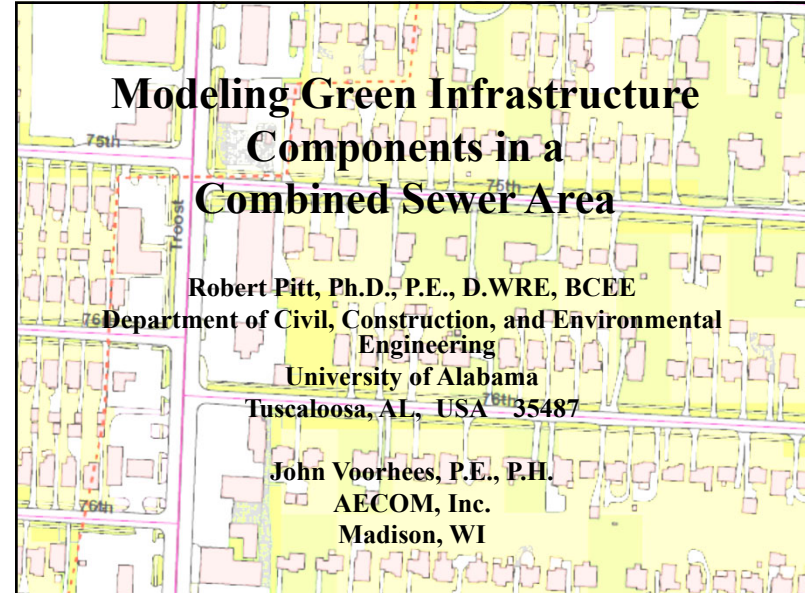 Modeling Green Infrastructure
Components in a
Combined Sewer Area
75th
75th
Troost
Robert Pitt, Ph.D., P.E., D.WRE, BCEE
76th
Department of Civil, Construction, and Environmental
Engineering
University of Alabama
76th
Tuscaloosa, AL, USA 35487
John Voorhees, P.E., P.H.
76th
AECOM, Inc.
Madison, WI